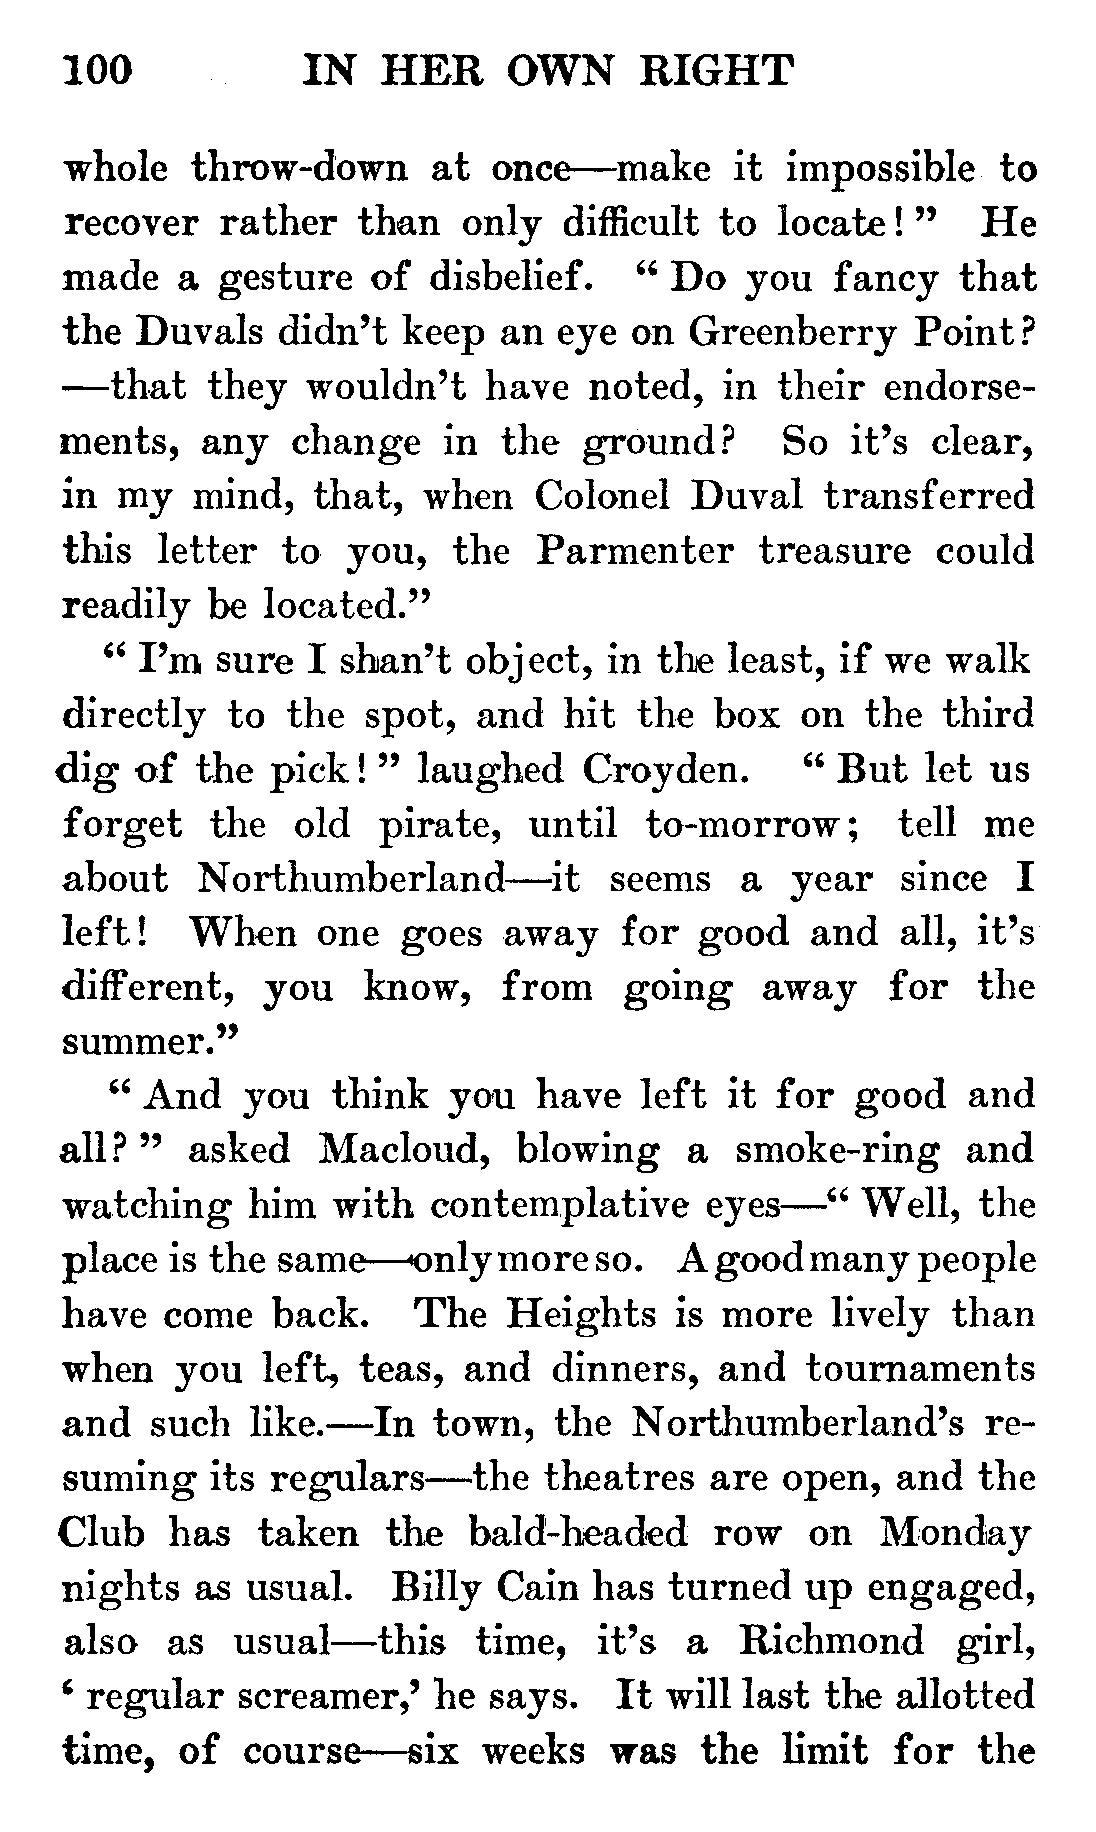 100 IN HER OWN RIGHT
whole throw-down at once—make it impossible to
recover rather than only difficult to locate! ” He
made a gesture of disbelief. “ Do you fancy that
the Duvals didn’t keep an eye on Greenberry Point?
—that they wouldn’t have noted, in their endorse-
ments, any change in the ground? So it’s clear,
in my mind, that, when Colonel Duval transferred
this letter to you, the Parmenter treasure could
readily be located.”
“ I’m sure I shan’t object, in the least, if we walk
directly to the spot, and hit the box on the third
dig of the pick! ” laughed Croyden. “ But let us
forget the old pirate, until to-morrow; tell me
about Northumberland—it seems a year since I
left! When one goes away for good and all, it’s
different, you know, from going away for the
summer.”
“ And you think you have left it for good and
all? ” asked Macloud, blowing a smoke-ring and
watching him with contemplative eyes—“ Well, the
place is the same—only more so. A good many people
have come back. The Heights is more lively than
when you left, teas, and dinners, and tournaments
and such like.—In town, the Northumberland’s re-
suming its regulars—the theatres are open, and the
Club has taken the bald-headed row on Monday
nights as usual. Billy Cain has turned up engaged,
also as usual—this time, it’s a Richmond girl,
‘ regular screamer,’ he says. It will last the allotted
time, of course—six weeks was the limit for the